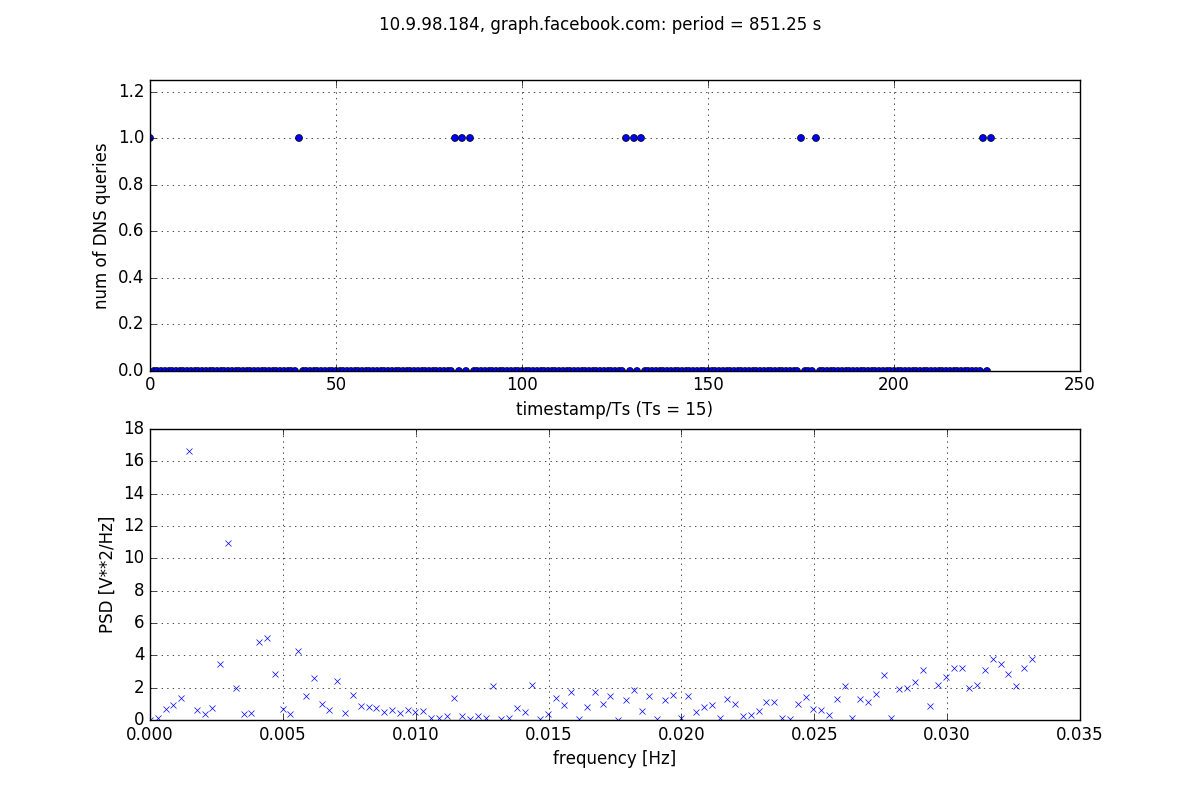 10.9.98.184, graph.facebook.com: period = 851.25 s
1.2
1.0
0.8
0.6
0.4
0.2
0.0
num of DNS queries
0 50 100 150 200 250
timestamp/Ts (Ts = 15)
18
16
14
12
10
8
6
4
2
0
PSD [V**2/Hz]
0.000 0.005 0.010 0.015 0.020 0.025 0.030 0.035
frequency [Hz]